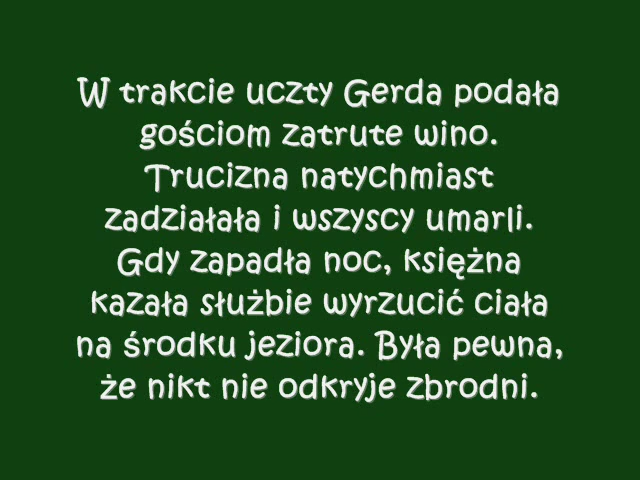 W trakcie uczty Gerda podała
gościom zatrute wino.
Trucizna natychmiast
zadziałała i wszyscy umarli.
Gdy zapadła noc, księżna
kazała służbie wyrzucić ciała
na środku jeziora. Była pewna,
że nikt nie odkryje zbrodni.